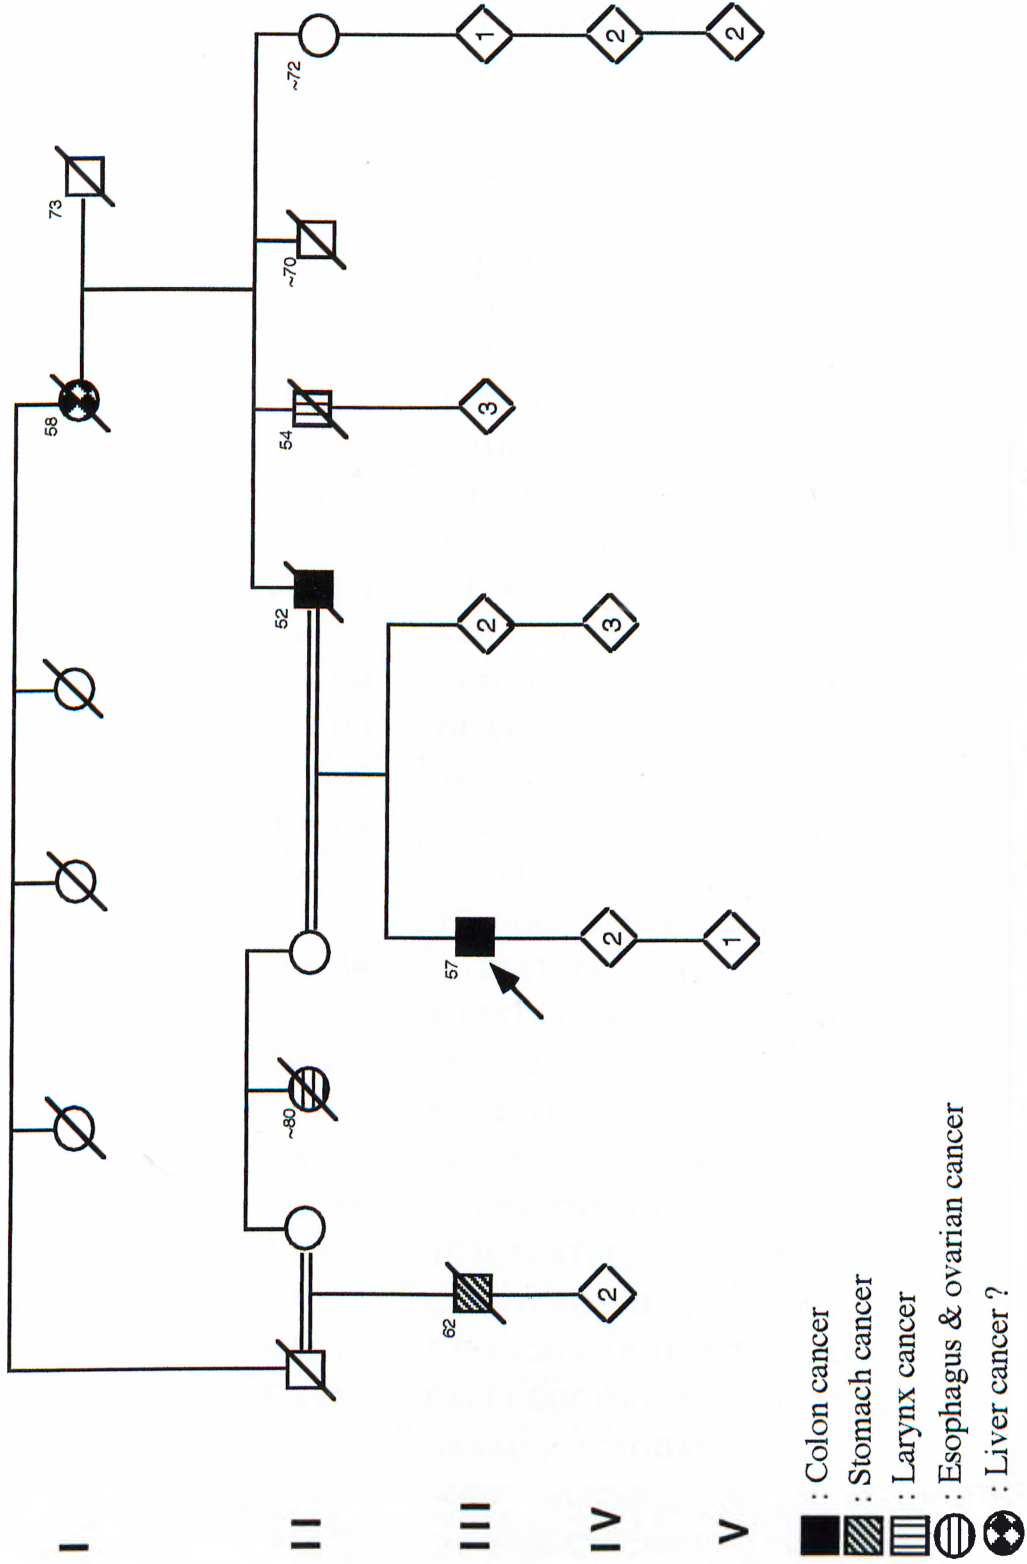 I 58 73
II ~80 52 54 ~70 ~72
III 62 57 2 3 1
IV 2 2 3 2
V 1 2
: Colon cancer
: Stomach cancer
: Larynx cancer
: Esophagus & ovarian cancer
: Liver cancer ?